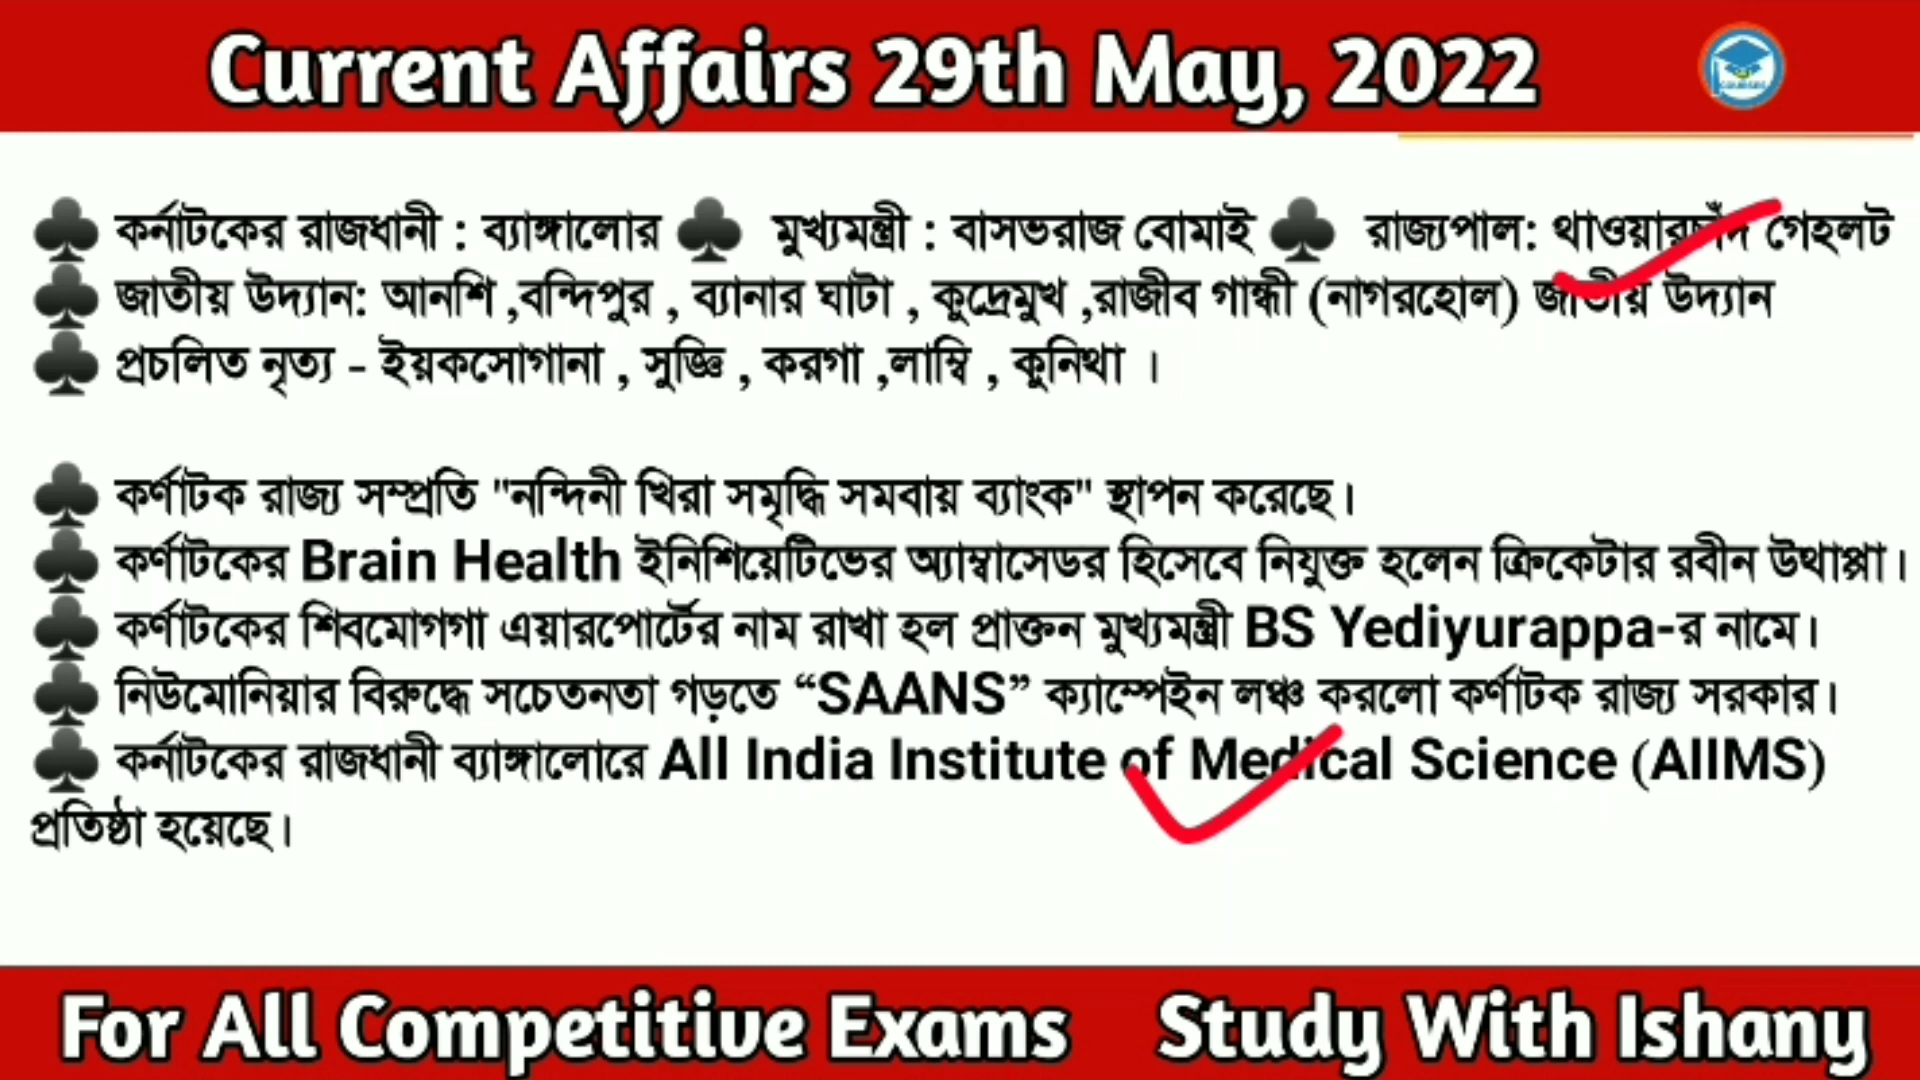 Current Affairs 29th May, 2022
♣ কর্নাটকের রাজধানী : ব্যাঙ্গালোর ♣ মুখ্যমন্ত্রী : বাসভরাজ বোমাই ♣ রাজ্যপাল: থাওয়ারচাঁদ গেহলট
♣ জাতীয় উদ্যান: আনশি ,বন্দিপুর , ব্যানার ঘাটা , কুদ্রেমুখ ,রাজীব গান্ধী (নাগরহোল) জাতীয় উদ্যান
♣ প্রচলিত নৃত্য - ইয়কসোগানা , সুজ্ঞি , করগা ,লাম্বি , কুনিথা ।
♣ কর্ণাটক রাজ্য সম্প্রতি "নন্দিনী খিরা সমৃদ্ধি সমবায় ব্যাংক" স্থাপন করেছে।
♣ কর্ণাটকের Brain Health ইনিশিয়েটিভের অ্যাম্বাসেডর হিসেবে নিযুক্ত হলেন ক্রিকেটার রবীন উথাপ্পা।
♣ কর্ণাটকের শিবমোগগা এয়ারপোর্টের নাম রাখা হল প্রাক্তন মুখ্যমন্ত্রী BS Yediyurappa-র নামে।
♣ নিউমোনিয়ার বিরুদ্ধে সচেতনতা গড়তে “SAANS” ক্যাম্পেইন লঞ্চ করলো কর্ণাটক রাজ্য সরকার।
♣ কর্নাটকের রাজধানী ব্যাঙ্গালোরে All India Institute of Medical Science (AIIMS)
প্রতিষ্ঠা হয়েছে।
For All Competitive Exams Study With Ishany